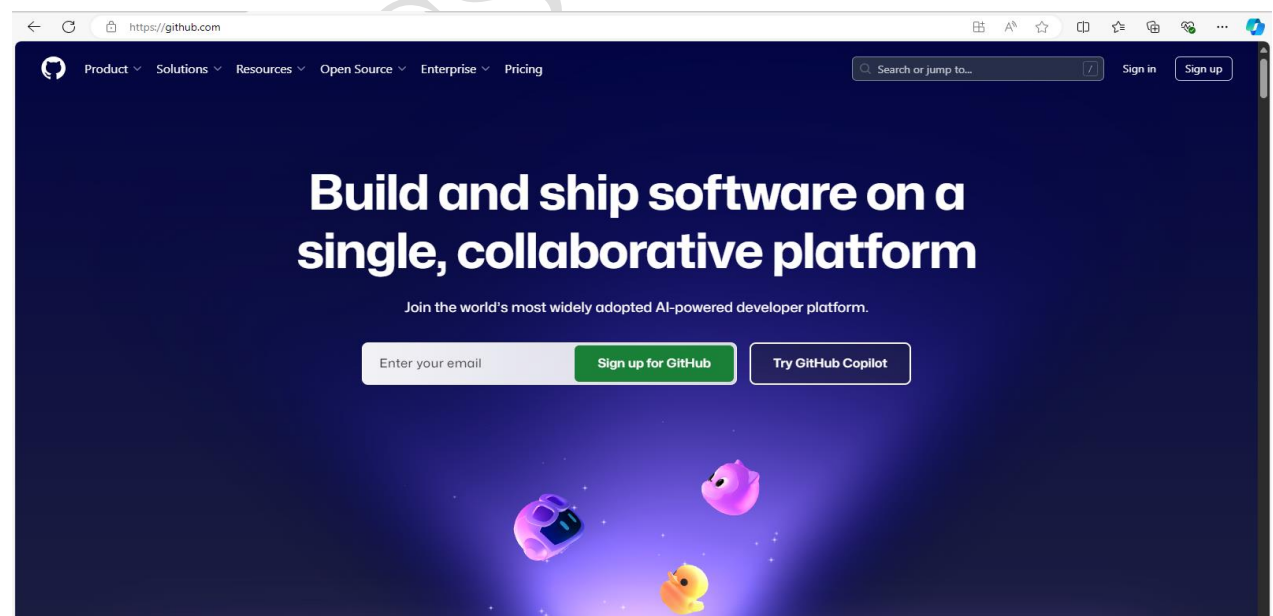 https://github.com
Product Solutions Resources Open Source Enterprise Pricing Search or jump to... / Sign in Sign up
Build and ship software on a
single, collaborative platform
Join the world's most widely adopted AI-powered developer platform.
Enter your email Sign up for GitHub Try GitHub Copilot